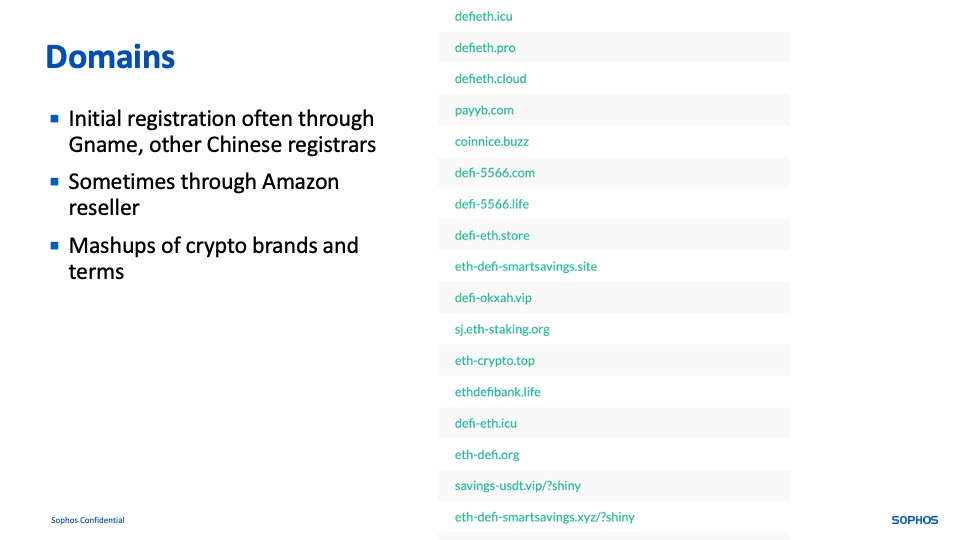 Domains
Initial registration often through
Gname, other Chinese registrars
Sometimes through Amazon
reseller
Mashups of crypto brands and
terms
defieth.icu
defieth.pro
defieth.cloud
payyb.com
coinnice.buzz
defi-5566.com
defi-5566.life
defi-eth.store
eth-defi-smartsavings.site
defi-okxah.vip
sj.eth-staking.org
eth-crypto.top
ethdefibank.life
defi-eth.icu
eth-defi.org
savings-usdt.vip/?shiny
eth-defi-smartsavings.xyz/?shiny
Sophos Confidential
SOPHOS